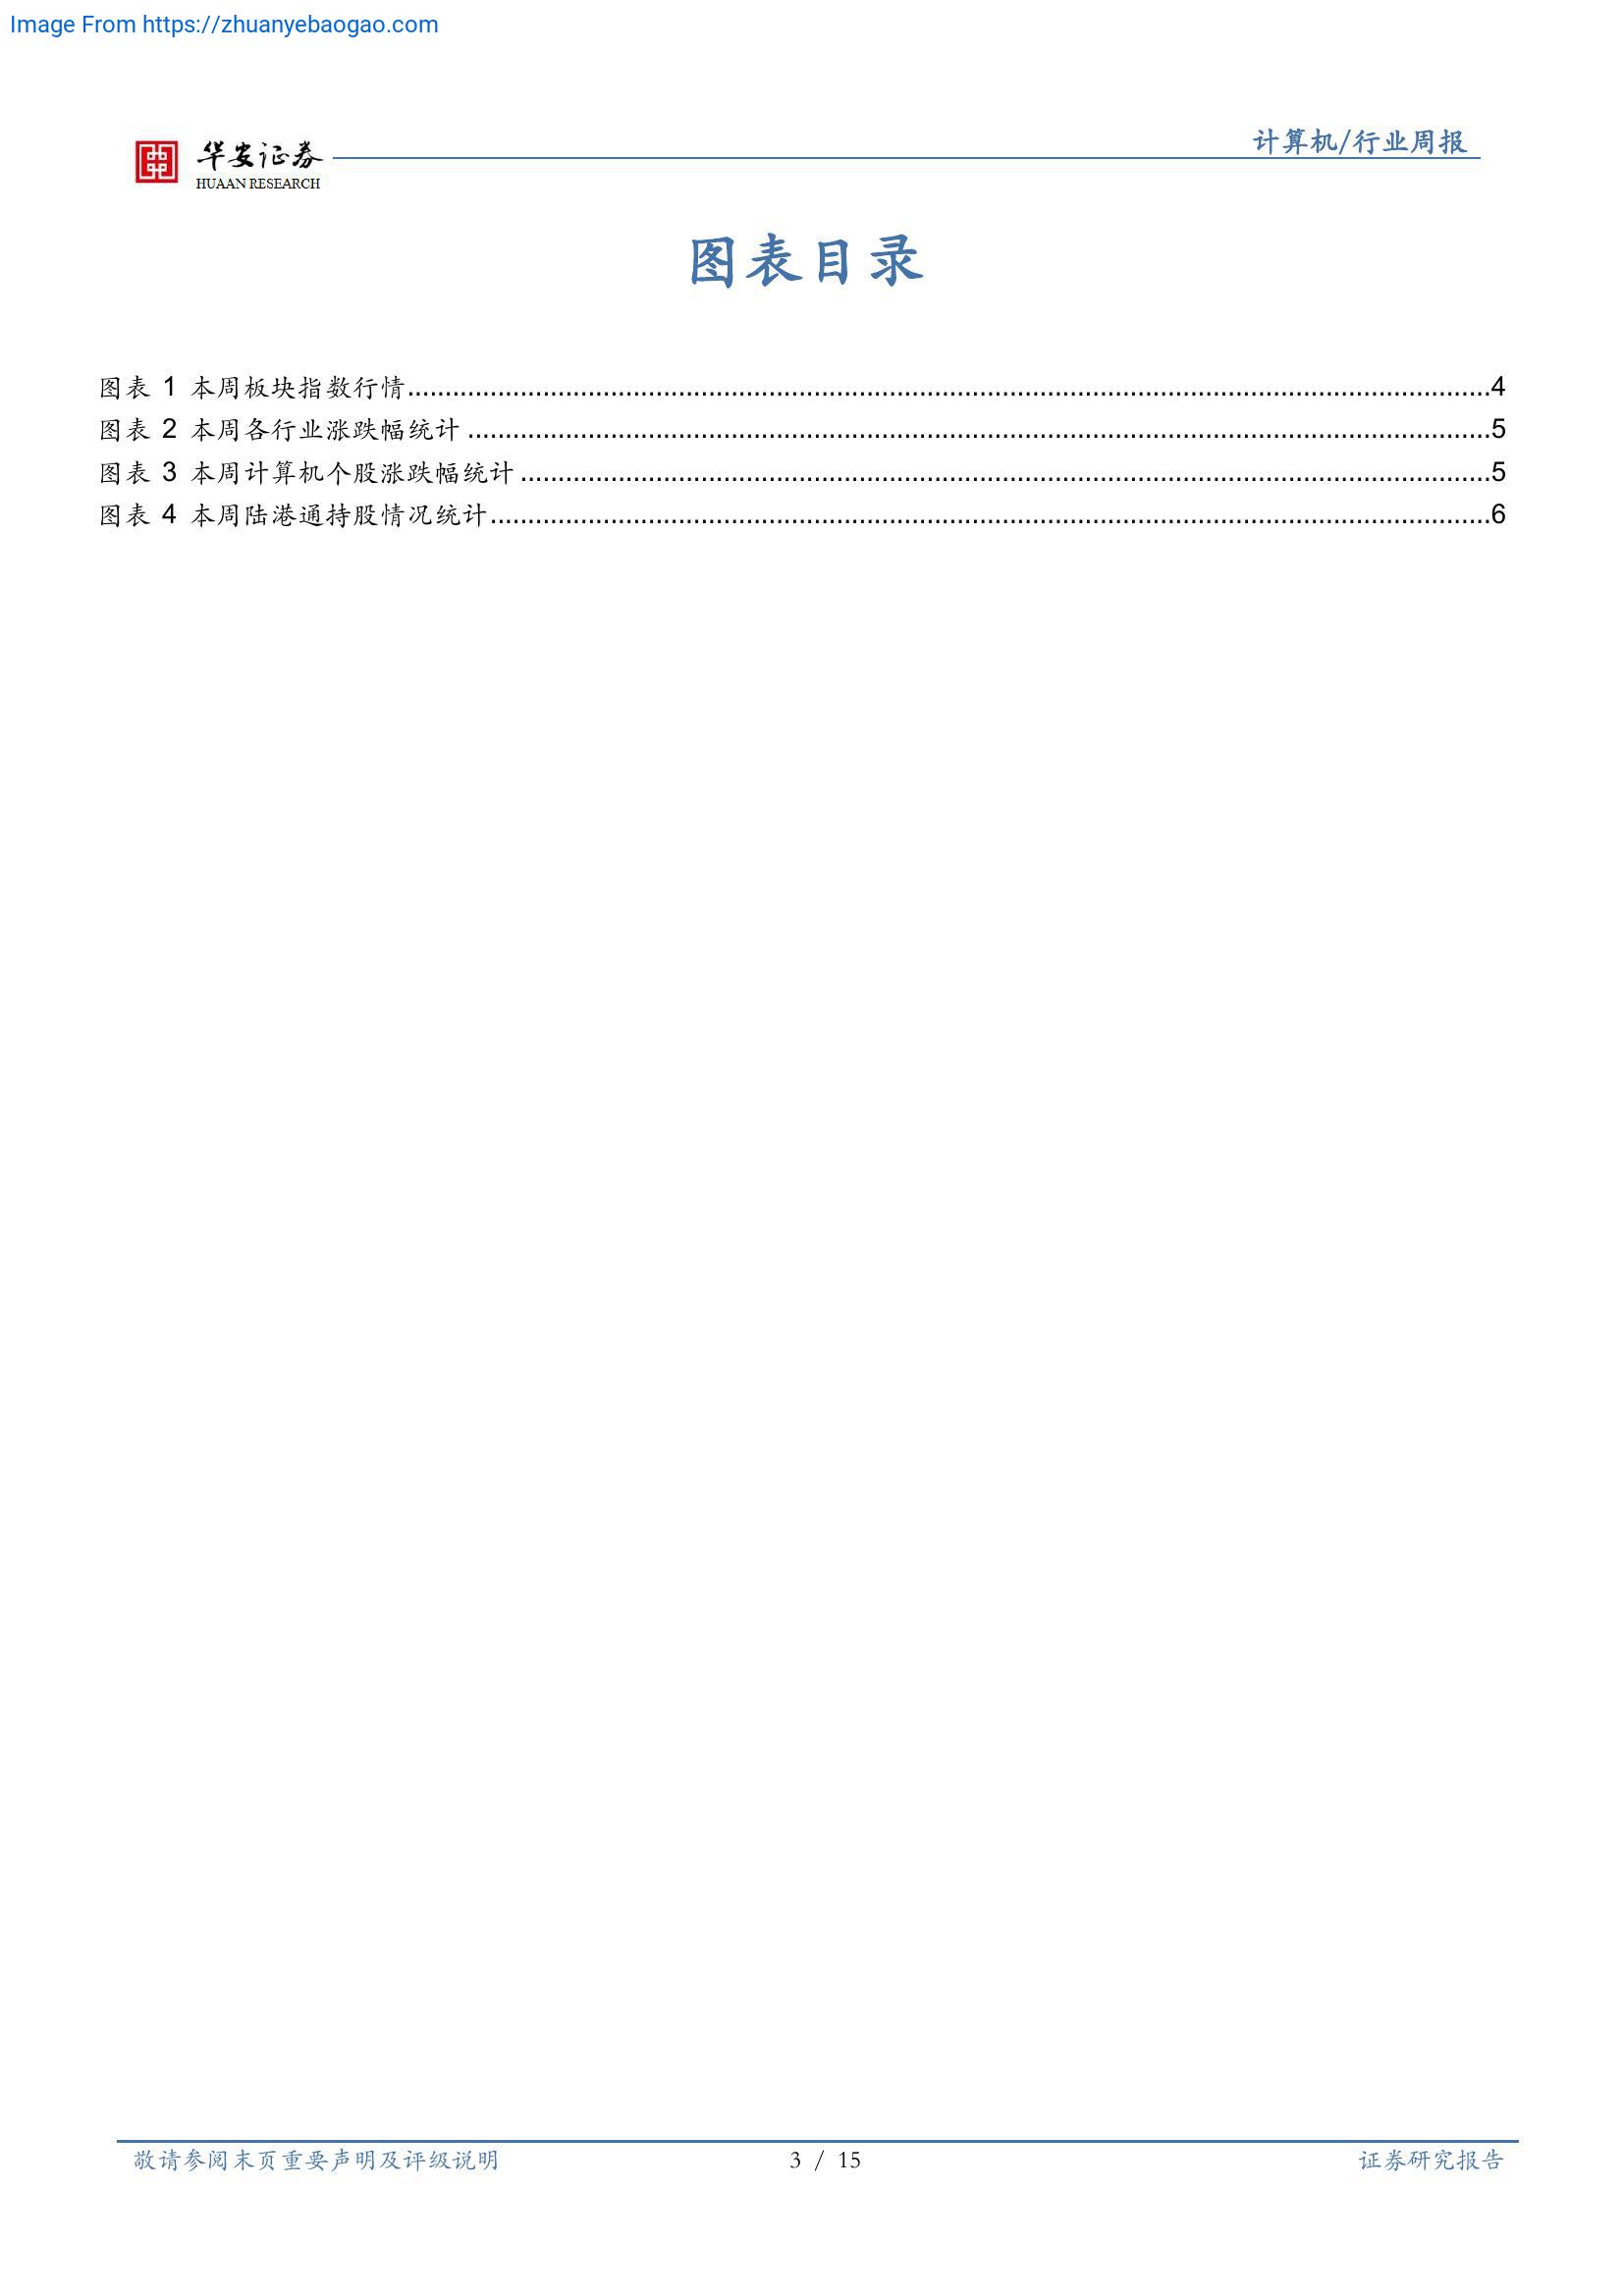 Image From https://zhuanyebaogao.com
华安证券
HUAAN RESEARCH
计算机/行业周报
图表目录
图表 1 本周板块指数行情....................4
图表 2 本周各行业涨跌幅统计....................5
图表 3 本周计算机个股涨跌幅统计....................5
图表 4 本周陆港通持股情况统计....................6
敬请参阅末页重要声明及评级说明 3 / 15 证券研究报告